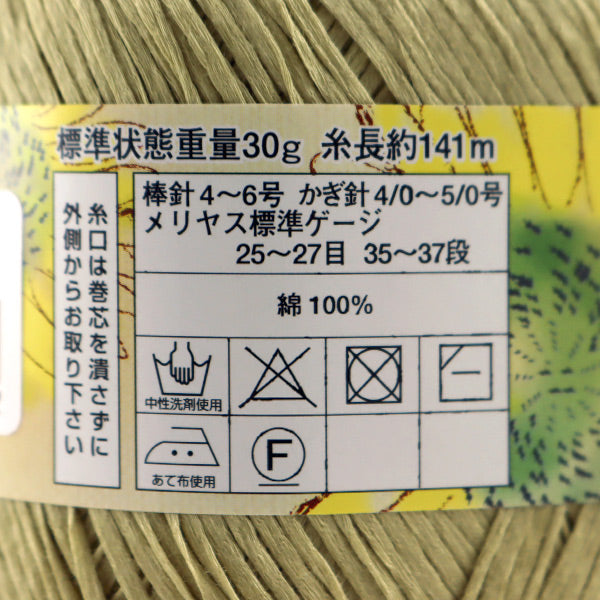 標準状態重量30g 糸長約141m
糸口は巻芯を潰さずに
外側からお取り下さい
棒針4〜6号 かぎ針4/0〜5/0号
メリヤス標準ゲージ
25〜27目 35〜37段
綿100%
中性洗剤使用
あて布使用
F